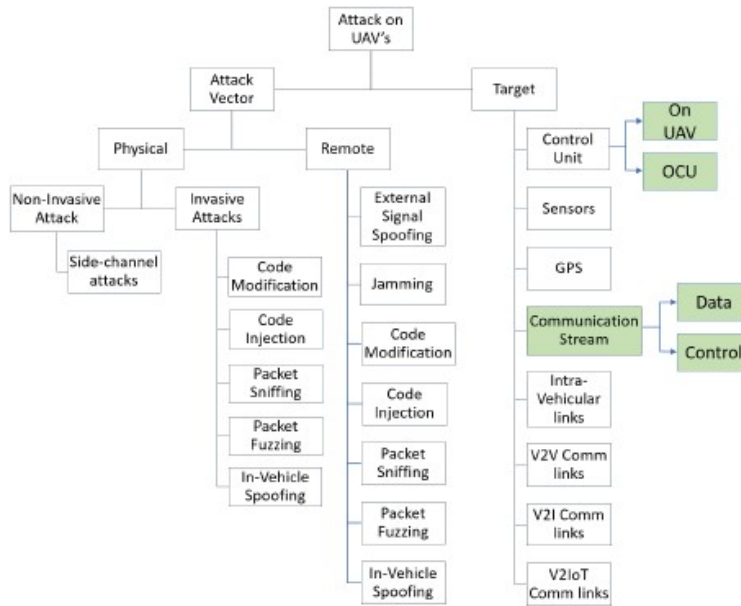 Attack on
UAV's
Attack
Vector
Target
Physical
Remote
Control
Unit
On
UAV
OCU
Non-Invasive
Attack
Invasive
Attacks
External
Signal
Spoofing
Sensors
Side-channel
attacks
Code
Modification
Jamming
GPS
Code
Injection
Code
Modification
Communication
Stream
Data
Control
Packet
Sniffing
Code
Injection
Intra-
Vehicular
links
Packet
Fuzzing
Packet
Sniffing
V2V Comm
links
In-Vehicle
Spoofing
Packet
Fuzzing
V2I Comm
links
In-Vehicle
Spoofing
V2IoT
Comm links